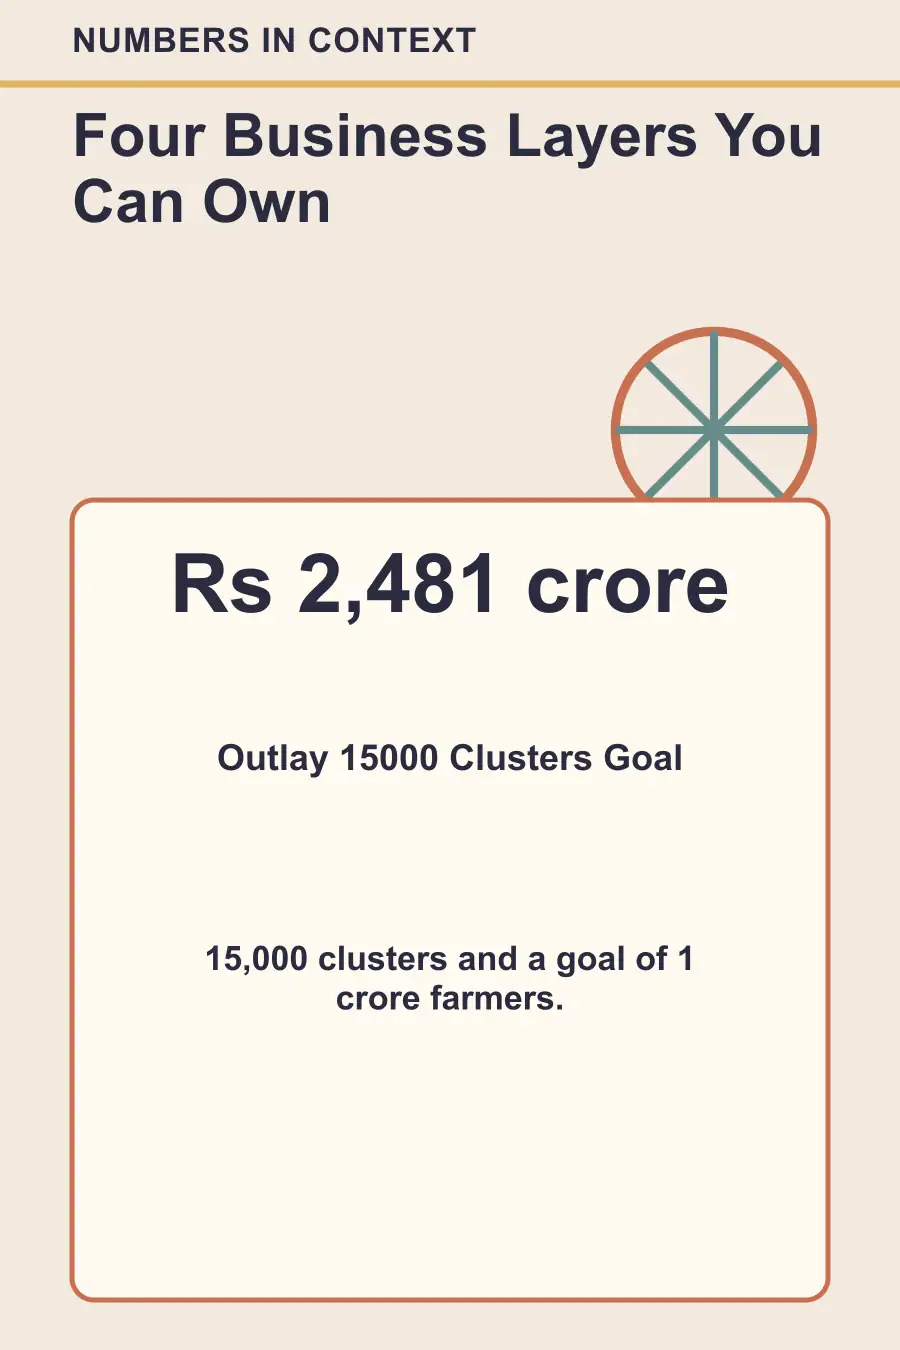 NUMBERS IN CONTEXT
Four Business Layers You
Can Own
Rs 2,481 crore
Outlay 15000 Clusters Goal
15,000 clusters and a goal of 1
crore farmers.